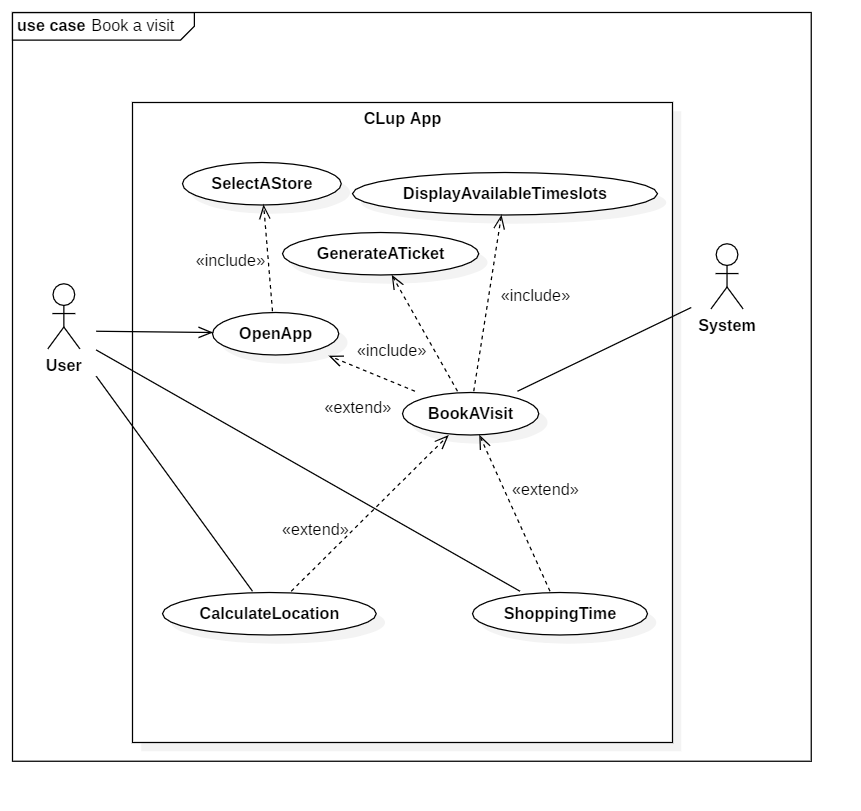 use case Book a visit
CLup App
SelectAStore
DisplayAvailableTimeslots
GenerateATicket
«include»
«include»
OpenApp
System
«include»
User
«extend»
BookAVisit
«extend»
«extend»
CalculateLocation
ShoppingTime